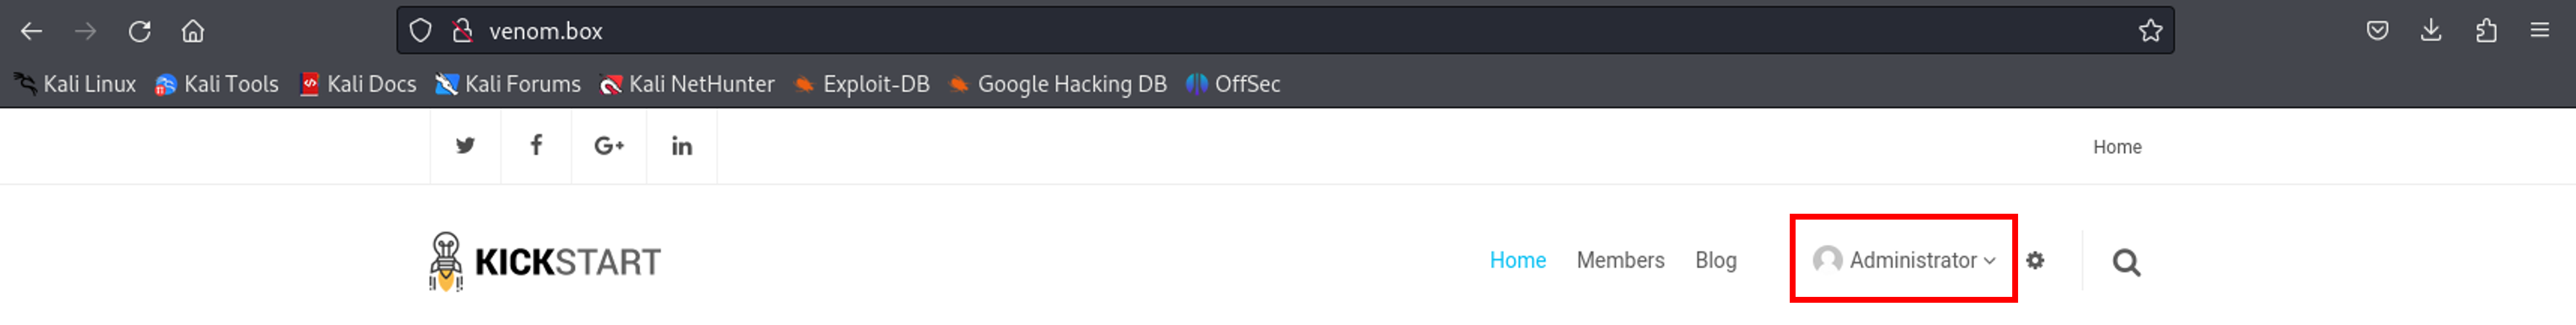 venom.box
Kali Linux Kali Tools Kali Docs Kali Forums Kali NetHunter Exploit-DB Google Hacking DB OffSec
Home
KICKSTART Home Members Blog Administrator